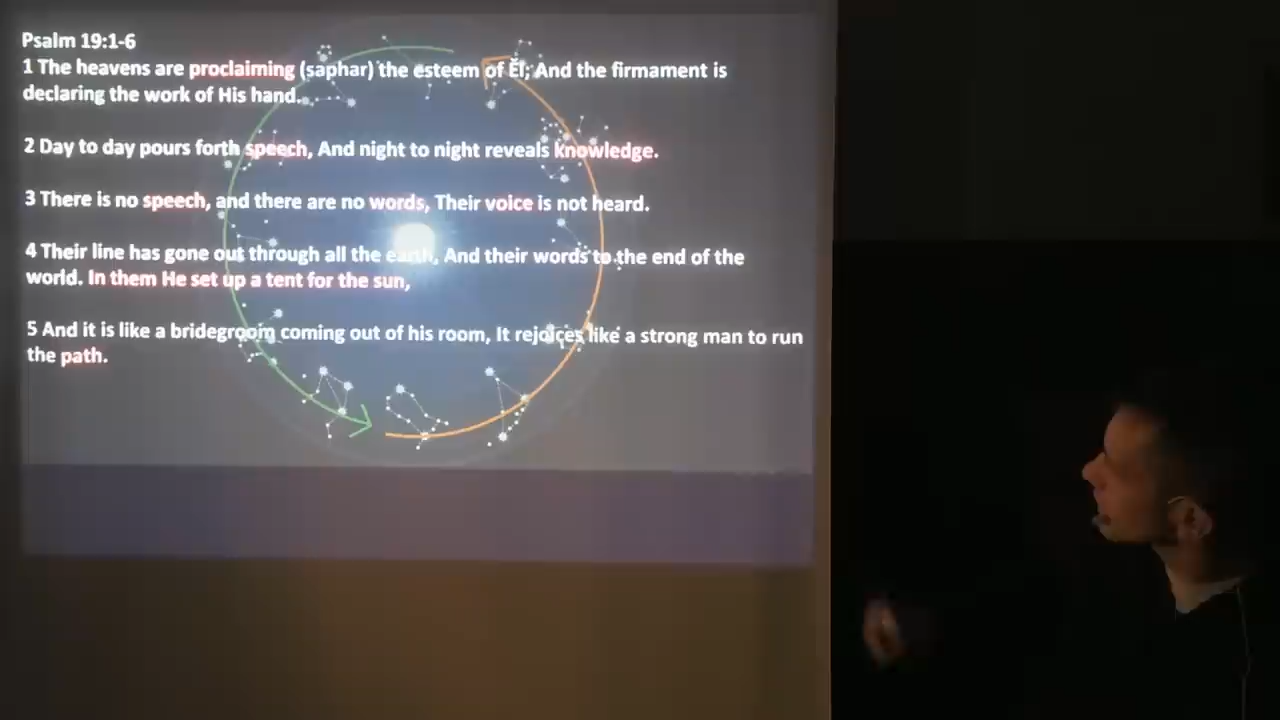 Psalm 19:1-6
1 The heavens are proclaiming (saphar) the esteem of Ěl; And the firmament is
declaring the work of His hand.
2 Day to day pours forth speech, And night to night reveals knowledge.
3 There is no speech, and there are no words, Their voice is not heard.
4 Their line has gone out through all the earth, And their words to the end of the
world. In them He set up a tent for the sun,
5 And it is like a bridegroom coming out of his room, It rejoices like a strong man to run
the path.